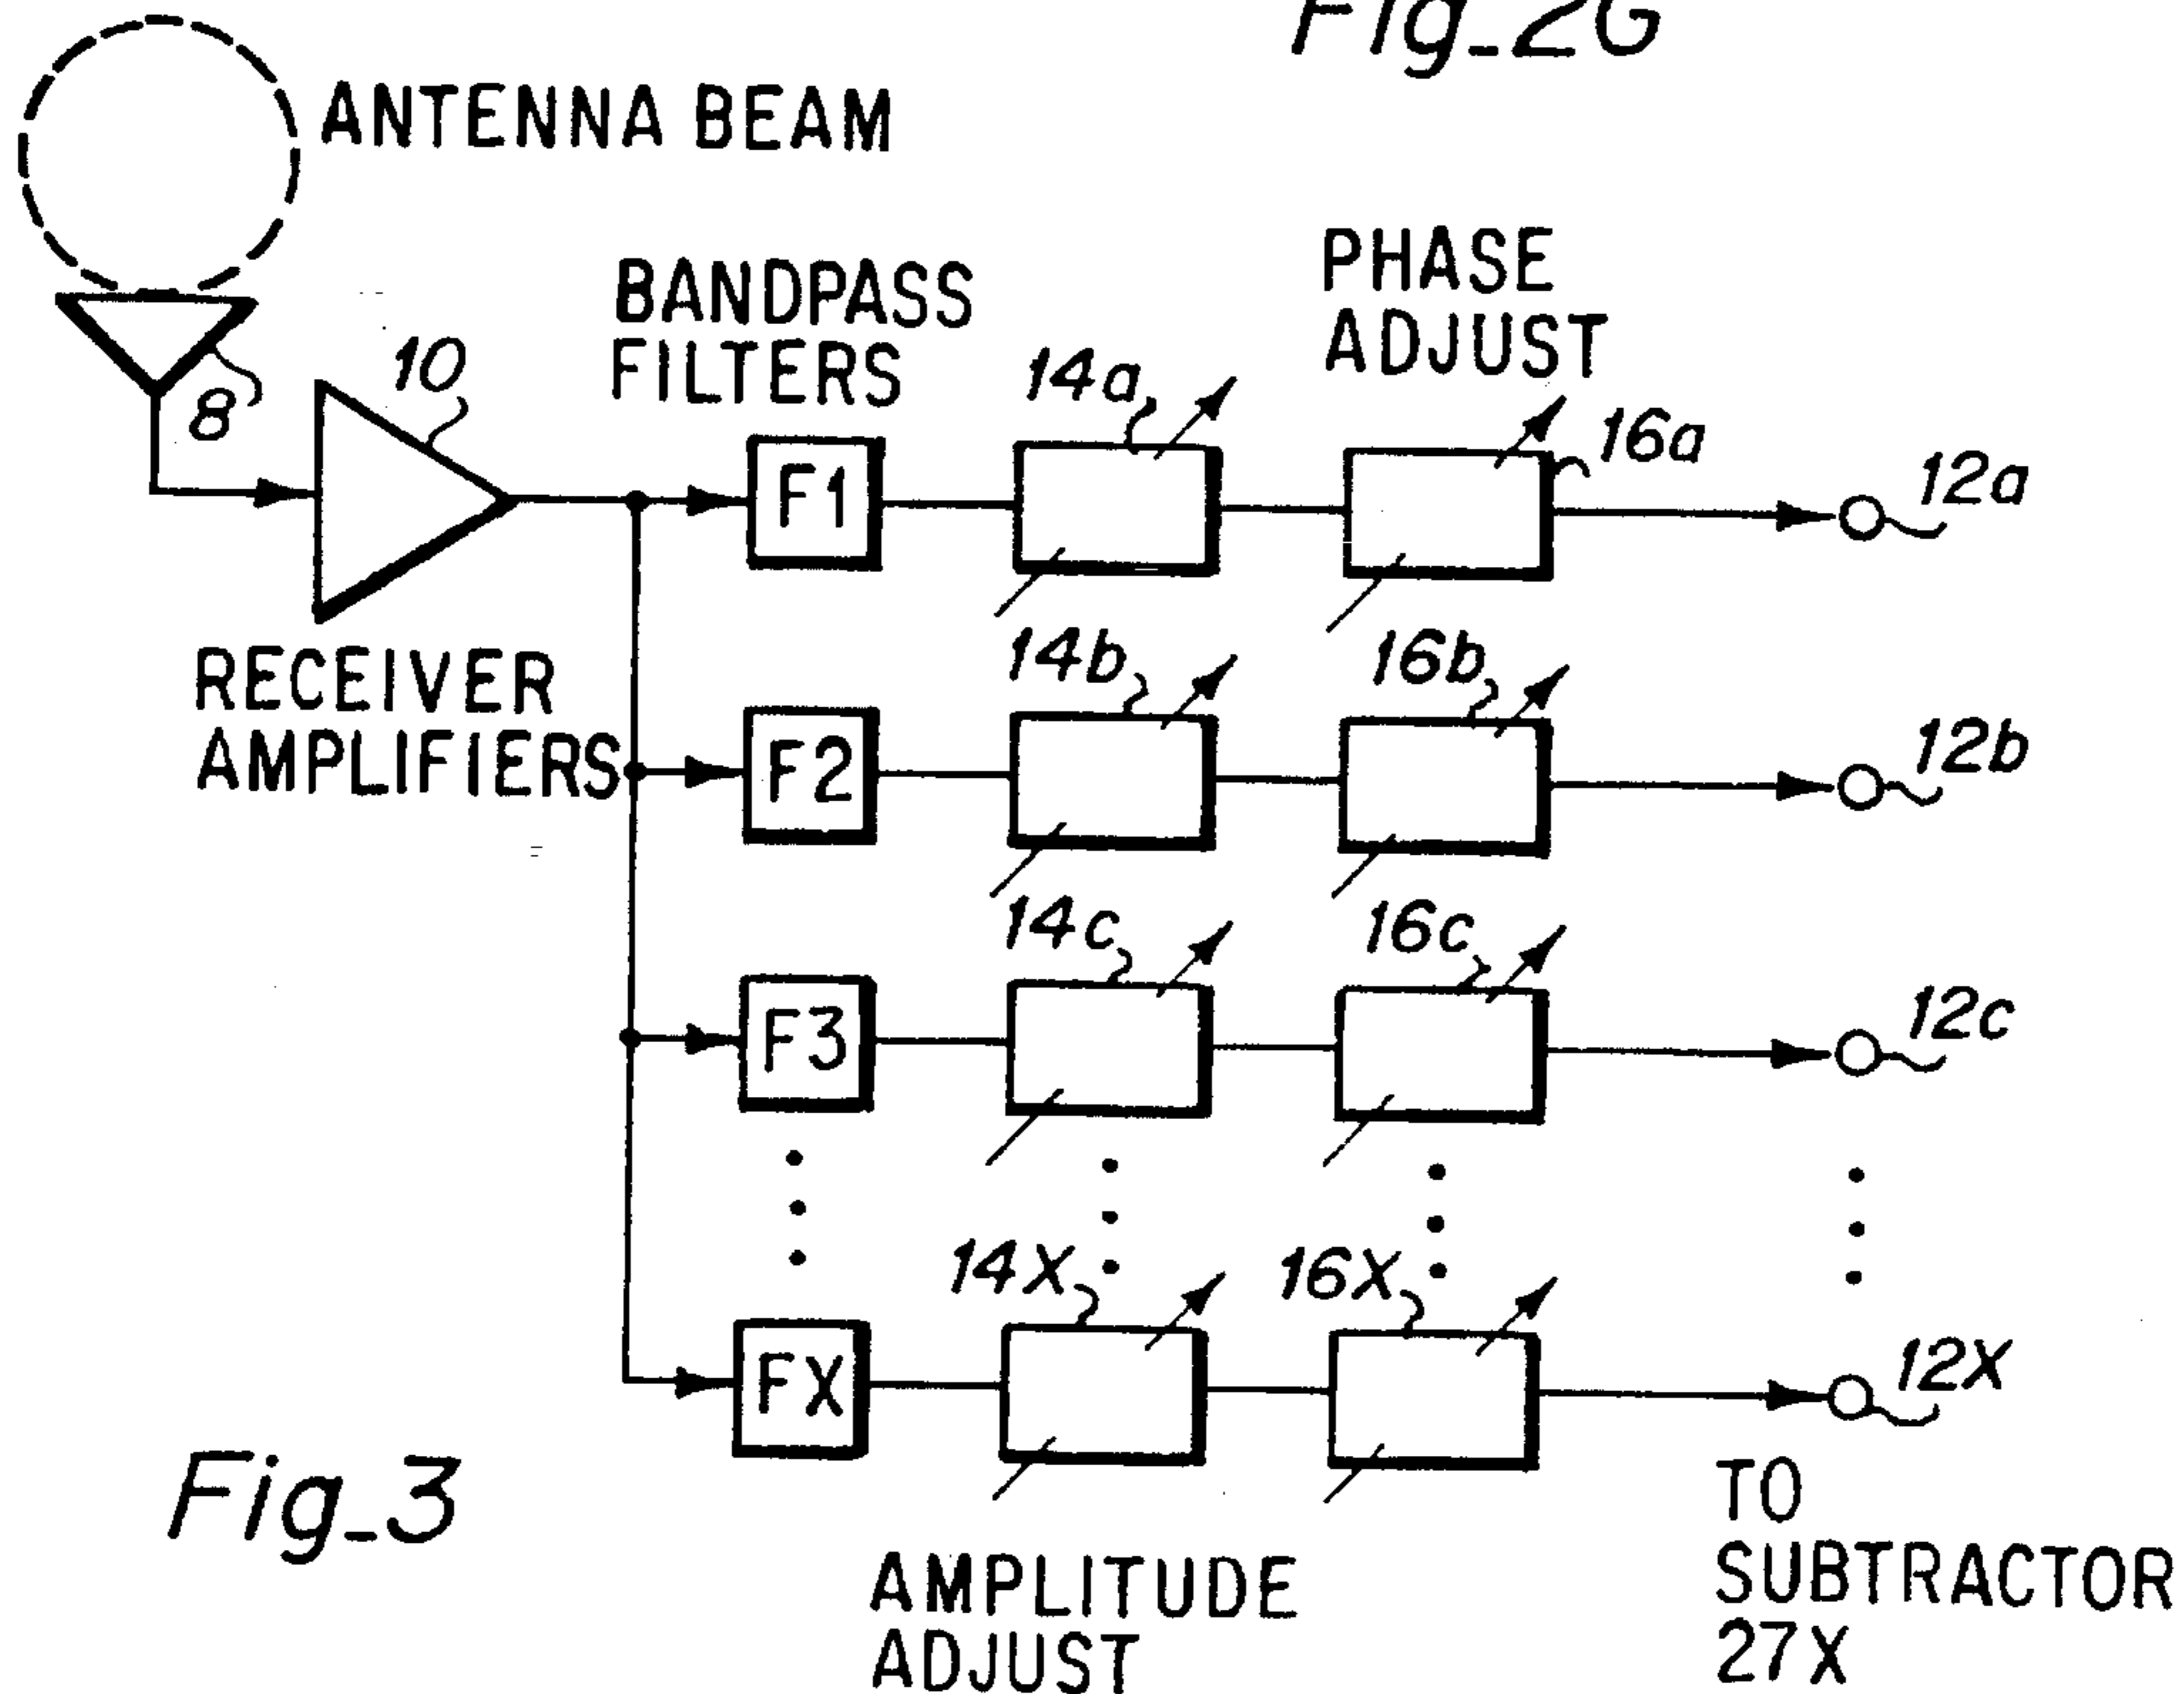 Fig_2G
ANTENNA BEAM
8
10
BANDPASS
FILTERS
PHASE
ADJUST
RECEIVER
AMPLIFIERS
F1
14a
16a
12a
F2
14b
16b
12b
F3
14c
16c
12c
FX
14X
16X
12X
TO
SUBTRACTOR
27X
AMPLITUDE
ADJUST
Fig_3